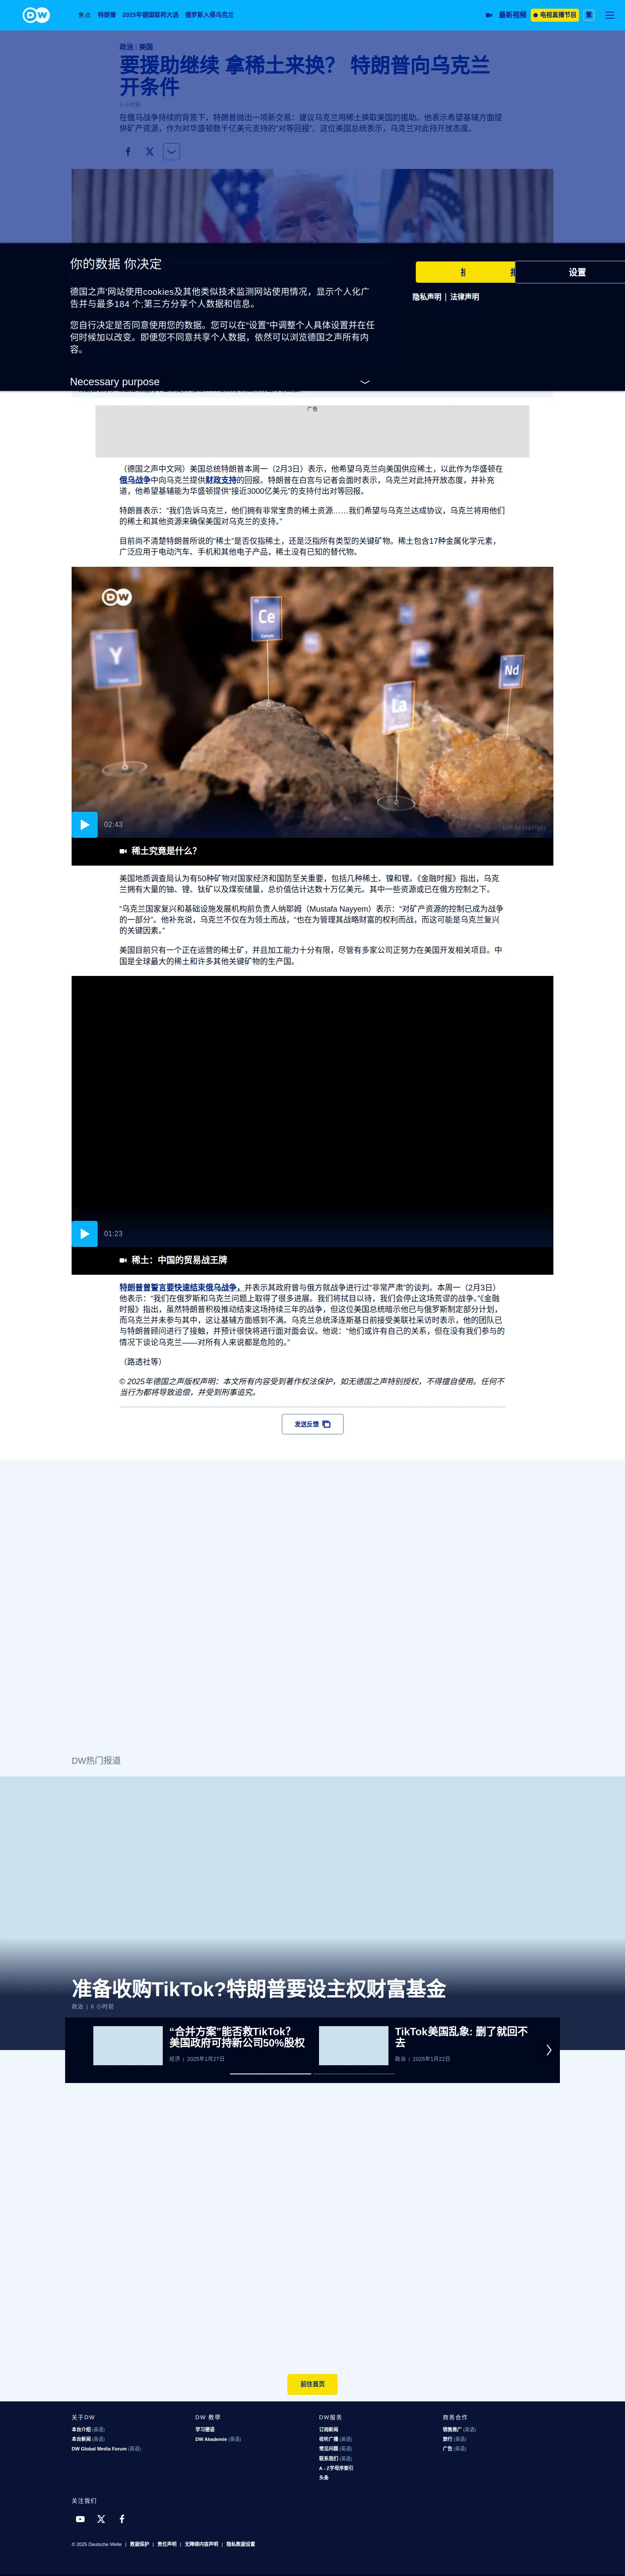 DW
焦点 特朗普 2025年德国联邦大选 俄罗斯入侵乌克兰
最新视频
电视直播节目
政治 | 美国
要援助继续 拿稀土来换？ 特朗普向乌克兰
开条件
在俄乌战争持续的背景下，特朗普抛出一项新交易：建议乌克兰用稀土换取美国的援助。他表示希望基辅方面提
供矿产资源，作为对华盛顿数千亿美元支持的“对等回报”。这位美国总统表示，乌克兰对此持开放态度。
你的数据 你决定
德国之声'网站使用cookies及其他类似技术监测网站使用情况，显示个人化广
告并与最多184 个;第三方分享个人数据和信息。
您自行决定是否同意使用您的数据。您可以在“设置”中调整个人具体设置并在任
何时候加以改变。即便您不同意共享个人数据，依然可以浏览德国之声所有内
容。
Necessary purpose
设置
隐私声明 | 法律声明
广告
（德国之声中文网）美国总统特朗普本周一（2月3日）表示，他希望乌克兰向美国供应稀土，以此作为华盛顿在
俄乌战争中向乌克兰提供财政支持的回报。特朗普在白宫与记者会面时表示，乌克兰对此持开放态度，并补充
道，他希望基辅能为华盛顿提供“接近3000亿美元”的支持付出对等回报。
特朗普表示：“我们告诉乌克兰，他们拥有非常宝贵的稀土资源……我们希望与乌克兰达成协议，乌克兰将用他们
的稀土和其他资源来确保美国对乌克兰的支持。”
目前尚不清楚特朗普所说的“稀土”是否仅指稀土，还是泛指所有类型的关键矿物。稀土包含17种金属化学元素，
广泛应用于电动汽车、手机和其他电子产品，稀土没有已知的替代物。
DW
Y
Ce
La
Nd
02:43
MP Materials
稀土究竟是什么？
美国地质调查局认为有50种矿物对国家经济和国防至关重要，包括几种稀土、镍和锂。《金融时报》指出，乌克
兰拥有大量的铀、锂、钛矿以及煤炭储量，总价值估计达数十万亿美元。其中一些资源或已在俄方控制之下。
“乌克兰国家复兴和基础设施发展机构前负责人纳耶姆（Mustafa Nayyem）表示：“对矿产资源的控制已成为战争
的一部分”。他补充说，乌克兰不仅在为领土而战，“也在为管理其战略财富的权利而战，而这可能是乌克兰复兴
的关键因素。”
美国目前只有一个正在运营的稀土矿，并且加工能力十分有限，尽管有多家公司正努力在美国开发相关项目。中
国是全球最大的稀土和许多其他关键矿物的生产国。
01:23
稀土：中国的贸易战王牌
特朗普曾誓言要快速结束俄乌战争，并表示其政府曾与俄方就战争进行过“非常严肃”的谈判。本周一（2月3日）
他表示：“我们在俄罗斯和乌克兰问题上取得了很多进展。我们将拭目以待，我们会停止这场荒谬的战争。”《金融
时报》指出，虽然特朗普积极推动结束这场持续三年的战争，但这位美国总统暗示他已与俄罗斯制定部分计划，
而乌克兰并未参与其中，这让基辅方面感到不满。乌克兰总统泽连斯基日前接受美联社采访时表示，他的团队已
与特朗普顾问进行了接触，并预计很快将进行面对面会议。他说：“他们或许有自己的关系，但在没有我们参与的
情况下谈论乌克兰——对所有人来说都是危险的。”
（路透社等）
© 2025年德国之声版权声明：本文所有内容受到著作权法保护，如无德国之声特别授权，不得擅自使用。任何不
当行为都将导致追偿，并受到刑事追究。
发送反馈
DW热门报道
准备收购TikTok?特朗普要设主权财富基金
政治 | 6 小时前
“合并方案”能否救TikTok？
美国政府可持新公司50%股权
经济 | 2025年1月27日
TikTok美国乱象: 删了就回不
去
政治 | 2025年1月22日
前往首页
关于DW
本台介绍 (英语)
本台新闻 (英语)
DW Global Media Forum (英语)
DW 教學
学习德语
DW Akademie (英语)
DW服务
订阅新闻
收听广播 (英语)
常见问题 (英语)
联系我们 (英语)
A - Z字母序索引
头条
商务合作
销售推广 (英语)
旅行 (英语)
广告 (英语)
关注我们
© 2025 Deutsche Welle | 数据保护 | 责任声明 | 无障碍内容声明 | 隐私数据设置